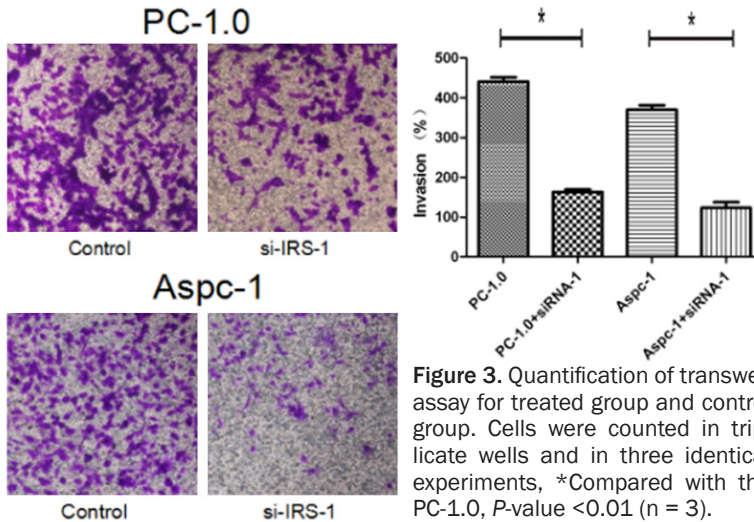 PC-1.0
Control
si-IRS-1
Aspc-1
Control
si-IRS-1
*
*
500
400
300
200
100
0
Invasion (%)
PC-1.0
PC-1.0+siRNA-1
Aspc-1
Aspc-1+siRNA-1
Figure 3. Quantification of transwe
assay for treated group and contro
group. Cells were counted in tri
licate wells and in three identica
experiments, *Compared with th
PC-1.0, P-value <0.01 (n = 3).